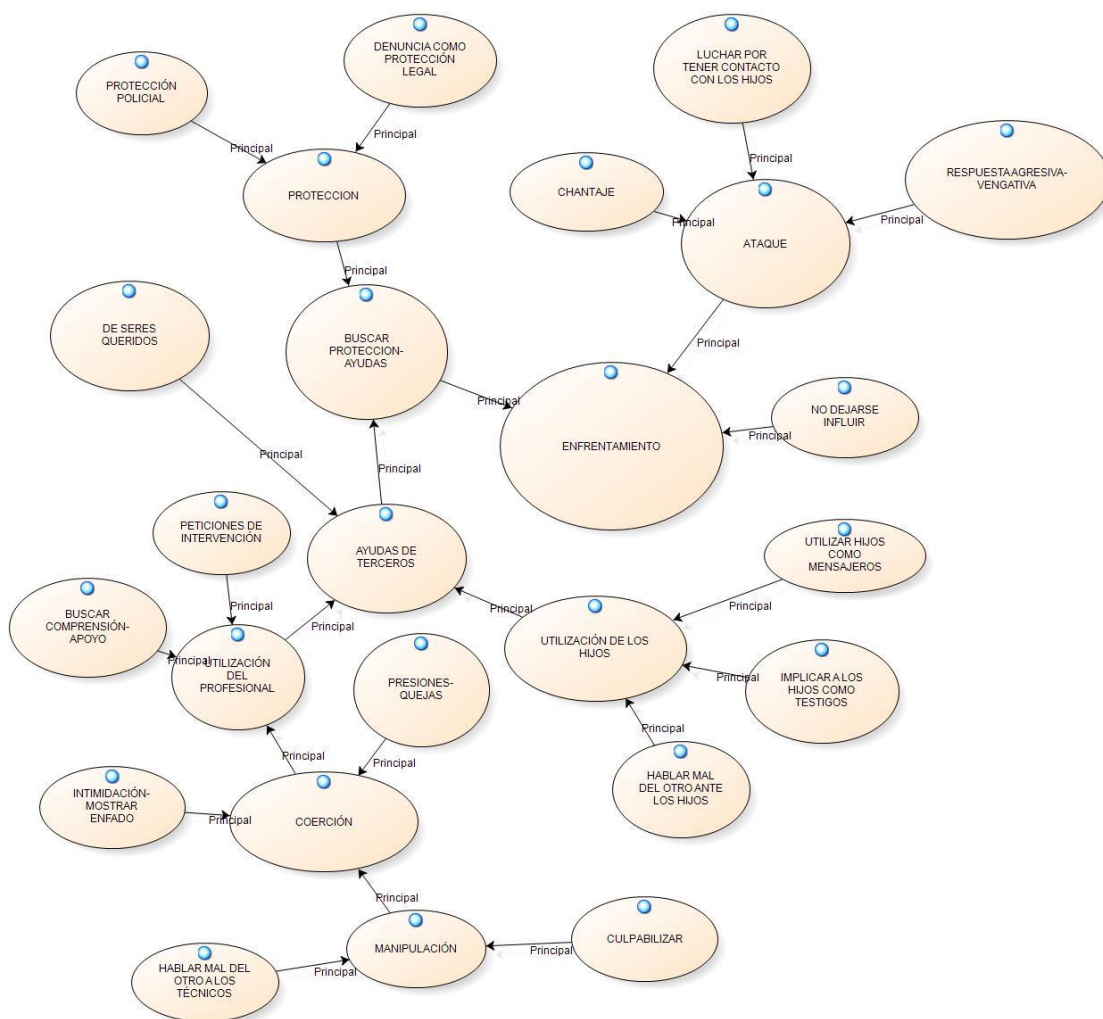 DENUNCIA COMO
PROTECCIÓN
LEGAL
LUCHAR POR
TENER CONTACTO
CON LOS HIJOS
PROTECCIÓN
POLICIAL
Principal
Principal
Principal
PROTECCION
CHANTAJE
Principal
RESPUESTA AGRESIVA-
VENGATIVA
Principal
ATAQUE
Principal
DE SERES
QUERIDOS
BUSCAR
PROTECCION-
AYUDAS
Principal
Principal
NO DEJARSE
INFLUIR
Principal
ENFRENTAMIENTO
Principal
Principal
PETICIONES DE
INTERVENCIÓN
AYUDAS DE
TERCEROS
UTILIZAR HIJOS
COMO
MENSAJEROS
Principal
BUSCAR
COMPRENSIÓN-
APOYO
Principal
Principal
Principal
Principal
UTILIZACIÓN
DEL
PROFESIONAL
UTILIZACIÓN DE LOS
HIJOS
PRESIONES-
QUEJAS
Principal
IMPLICAR A LOS
HIJOS COMO
TESTIGOS
Principal
Principal
Principal
HABLAR MAL
DEL OTRO ANTE
LOS HIJOS
INTIMIDACIÓN-
MOSTRAR
ENFADO
Principal
COERCIÓN
Principal
CULPABILIZAR
MANIPULACIÓN
Principal
HABLAR MAL DEL
OTRO A LOS
TÉCNICOS
Principal